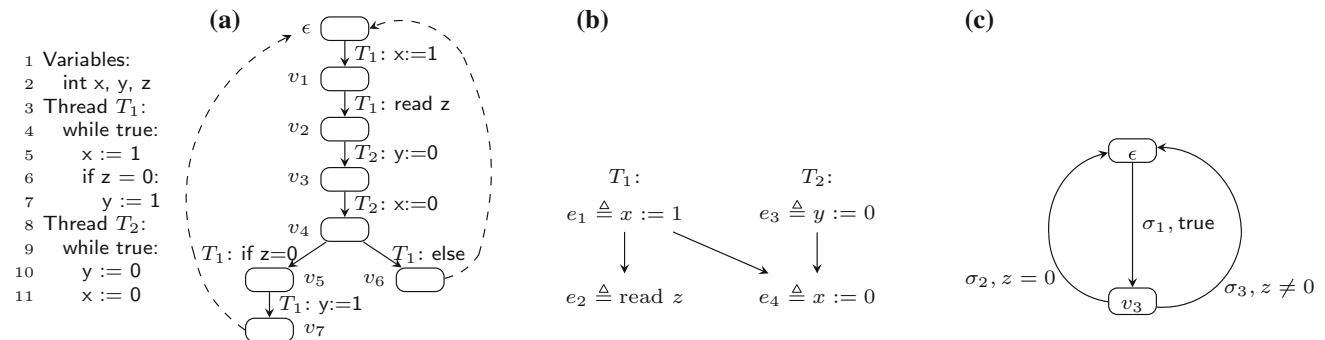 (a)
(b)
(c)
1 Variables:
2 int x, y, z
3 Thread T₁:
4 while true:
5 x := 1
6 if z = 0:
7 y := 1
8 Thread T₂:
9 while true:
10 y := 0
11 x := 0
ϵ
T₁: x:=1
v₁
T₁: read z
v₂
T₂: y:=0
v₃
T₂: x:=0
v₄
T₁: if z=0
T₁: else
v₅
v₆
T₁: y:=1
v₇
T₁:
T₂:
e₁ ≜ x := 1
e₃ ≜ y := 0
e₂ ≜ read z
e₄ ≜ x := 0
ϵ
σ₁, true
σ₂, z = 0
σ₃, z ≠ 0
v₃